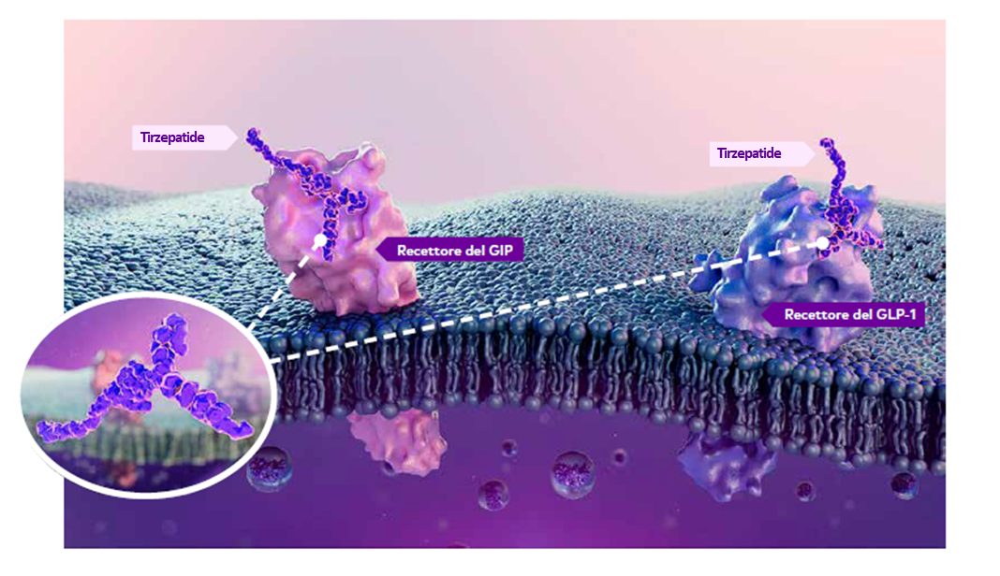 Tirzepatide
Tirzepatide
Recettore del GIP
Recettore del GLP-1